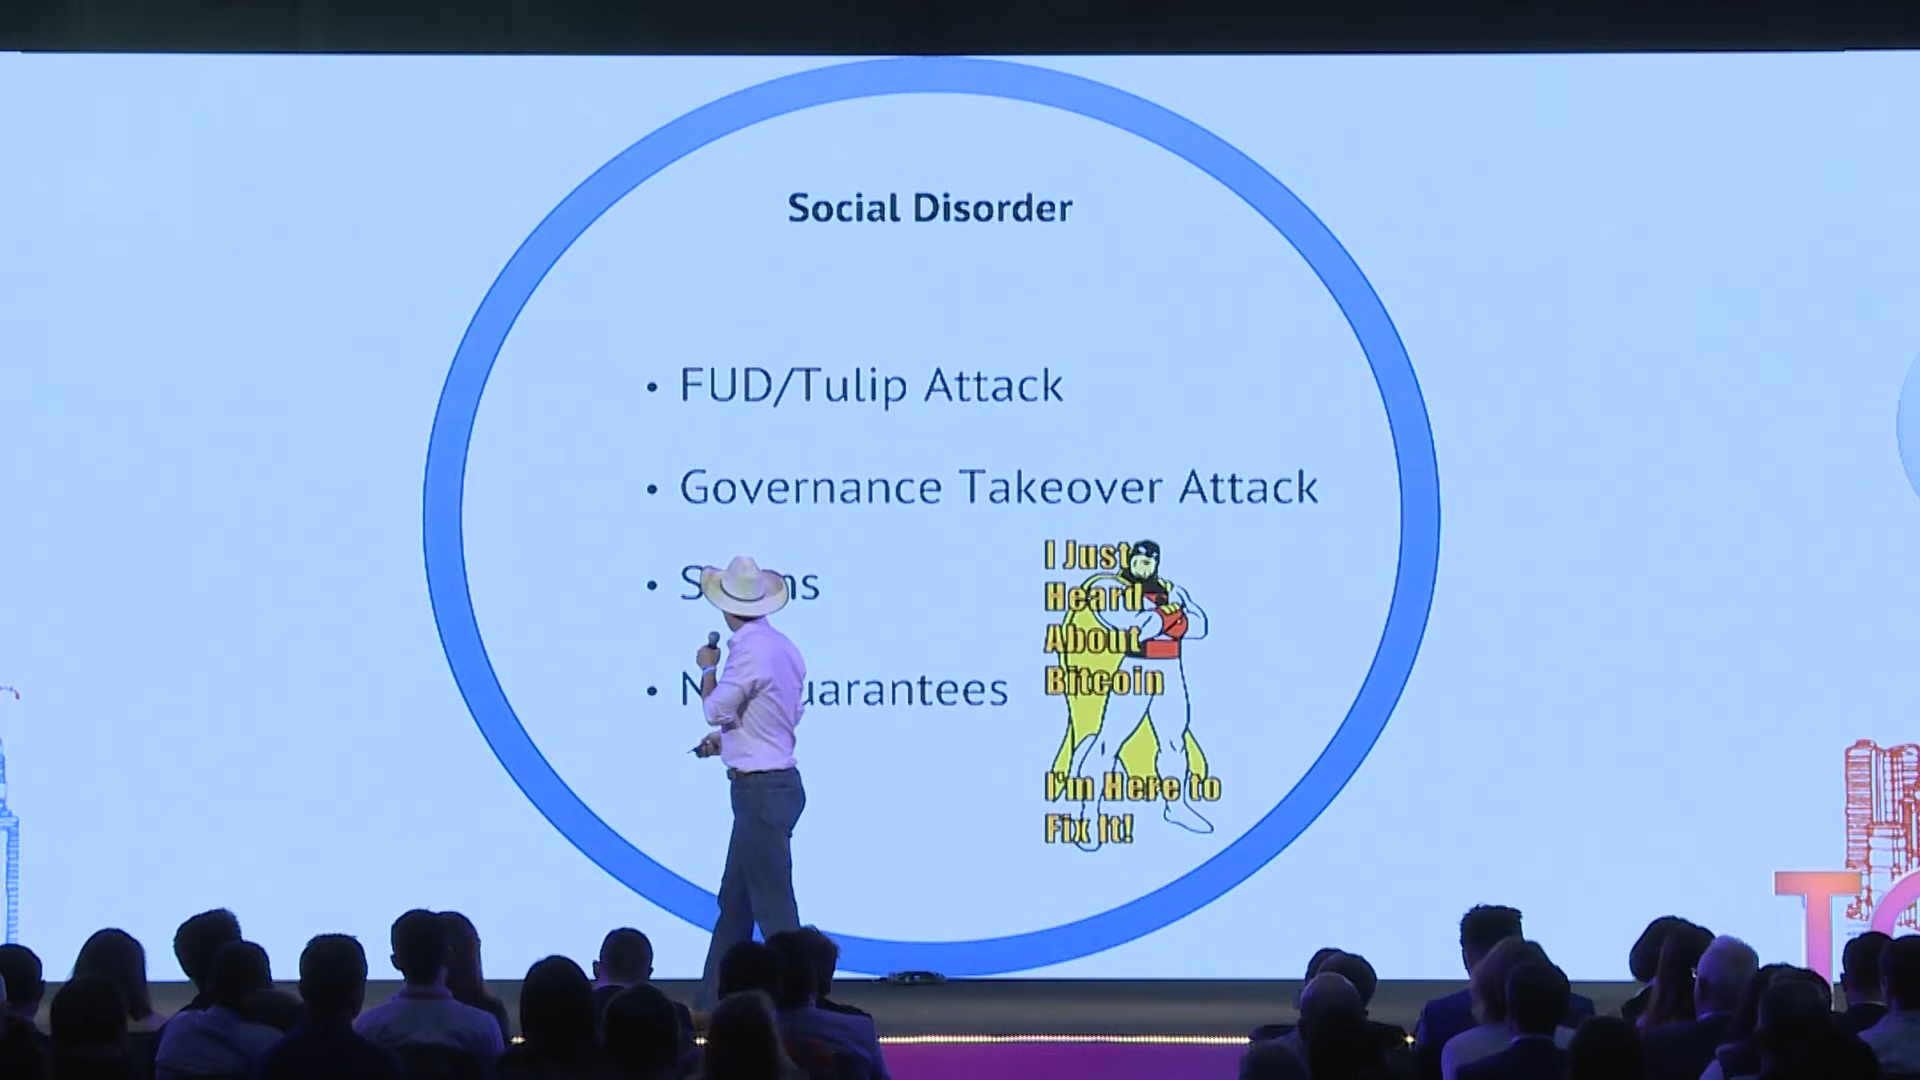 Social Disorder
• FUD/Tulip Attack
• Governance Takeover Attack
I Just
Heard
About
Bitcoin
I'm Here to
Fix It!